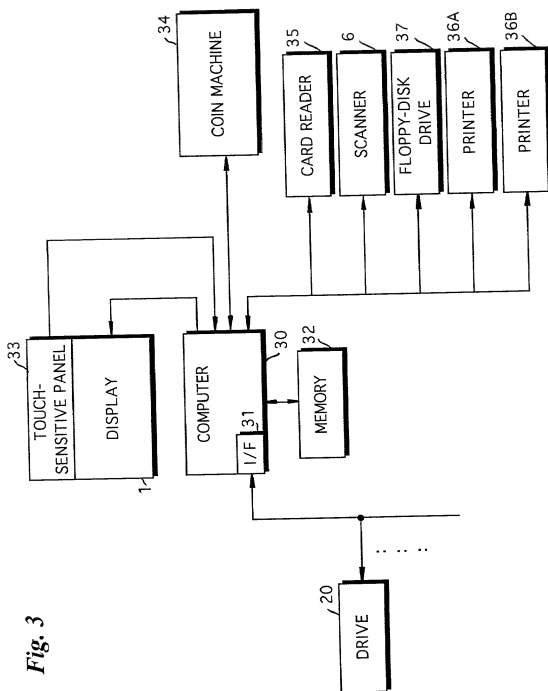 Fig. 3
33
TOUCH-
SENSITIVE PANEL
DISPLAY
1
34
COIN MACHINE
COMPUTER
I/F
31
30
MEMORY
32
35
CARD READER
6
SCANNER
37
FLOPPY-DISK
DRIVE
36A
PRINTER
36B
PRINTER
20
DRIVE